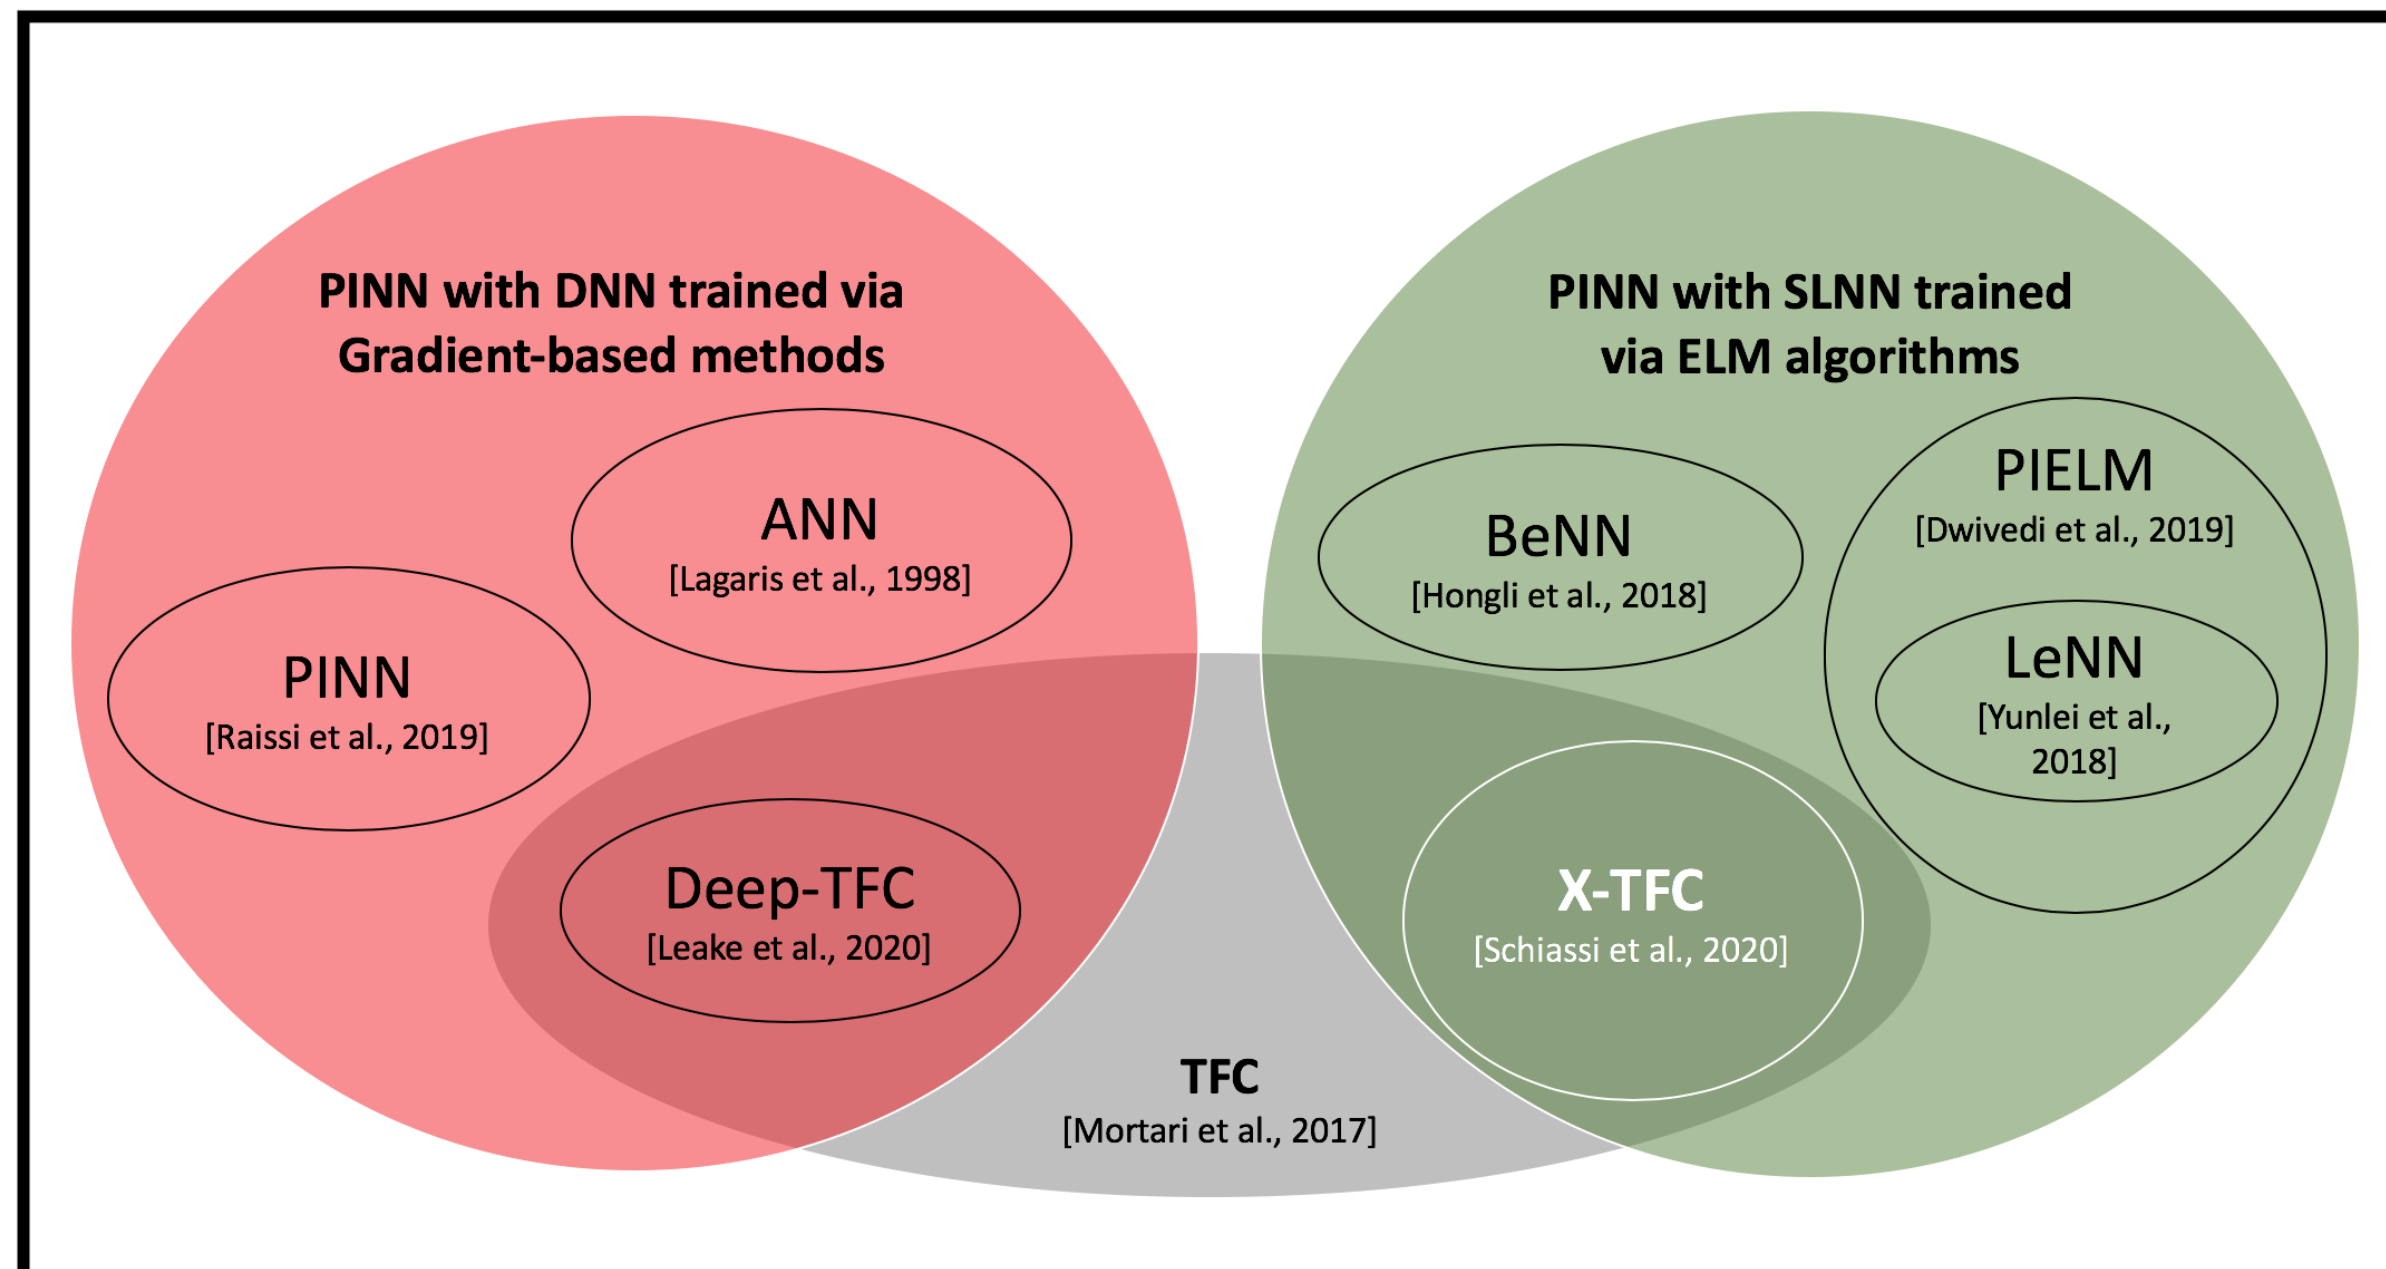 PINN with DNN trained via
Gradient-based methods
ANN
[Lagaris et al., 1998]
PINN
[Raissi et al., 2019]
Deep-TFC
[Leake et al., 2020]
TFC
[Mortari et al., 2017]
PINN with SLNN trained
via ELM algorithms
BeNN
[Hongli et al., 2018]
PIELM
[Dwivedi et al., 2019]
LeNN
[Yunlei et al.,
2018]
X-TFC
[Schiassi et al., 2020]